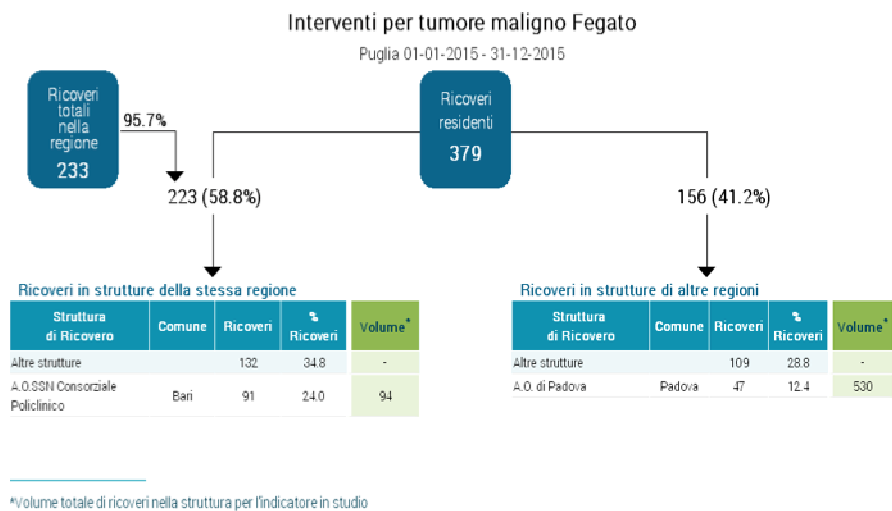 Interventi per tumore maligno Fegato
Puglia 01-01-2015 - 31-12-2015
Ricoveri
totali
nella
regione
233
95.7%
Ricoveri
residenti
379
223 (58.8%)
156 (41.2%)
Ricoveri in strutture della stessa regione
Struttura
di Ricovero
Comune
Ricoveri
%
Ricoveri
Volume*
Altre strutture 132 34.8 -
A.O.SSN Consorziale
Policlinico
Bari 91 24.0 94
Ricoveri in strutture di altre regioni
Struttura
di Ricovero
Comune
Ricoveri
%
Ricoveri
Volume*
Altre strutture 109 28.8 -
A.O. di Padova Padova 47 12.4 530
*Volume totale di ricoveri nella struttura per l'indicatore in studio